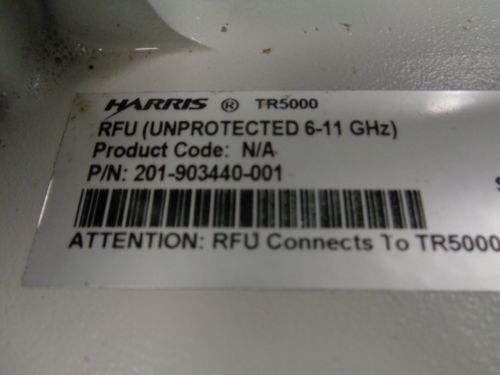 HARRIS ® TR5000
RFU (UNPROTECTED 6-11 GHz)
Product Code: N/A
P/N: 201-903440-001
ATTENTION: RFU Connects To TR5000